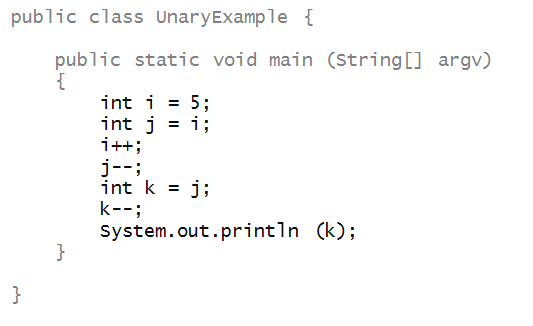 public class UnaryExample {
public static void main (String[] argv)
{
int i = 5;
int j = i;
i++;
j--;
int k = j;
k--;
System.out.println (k);
}
}